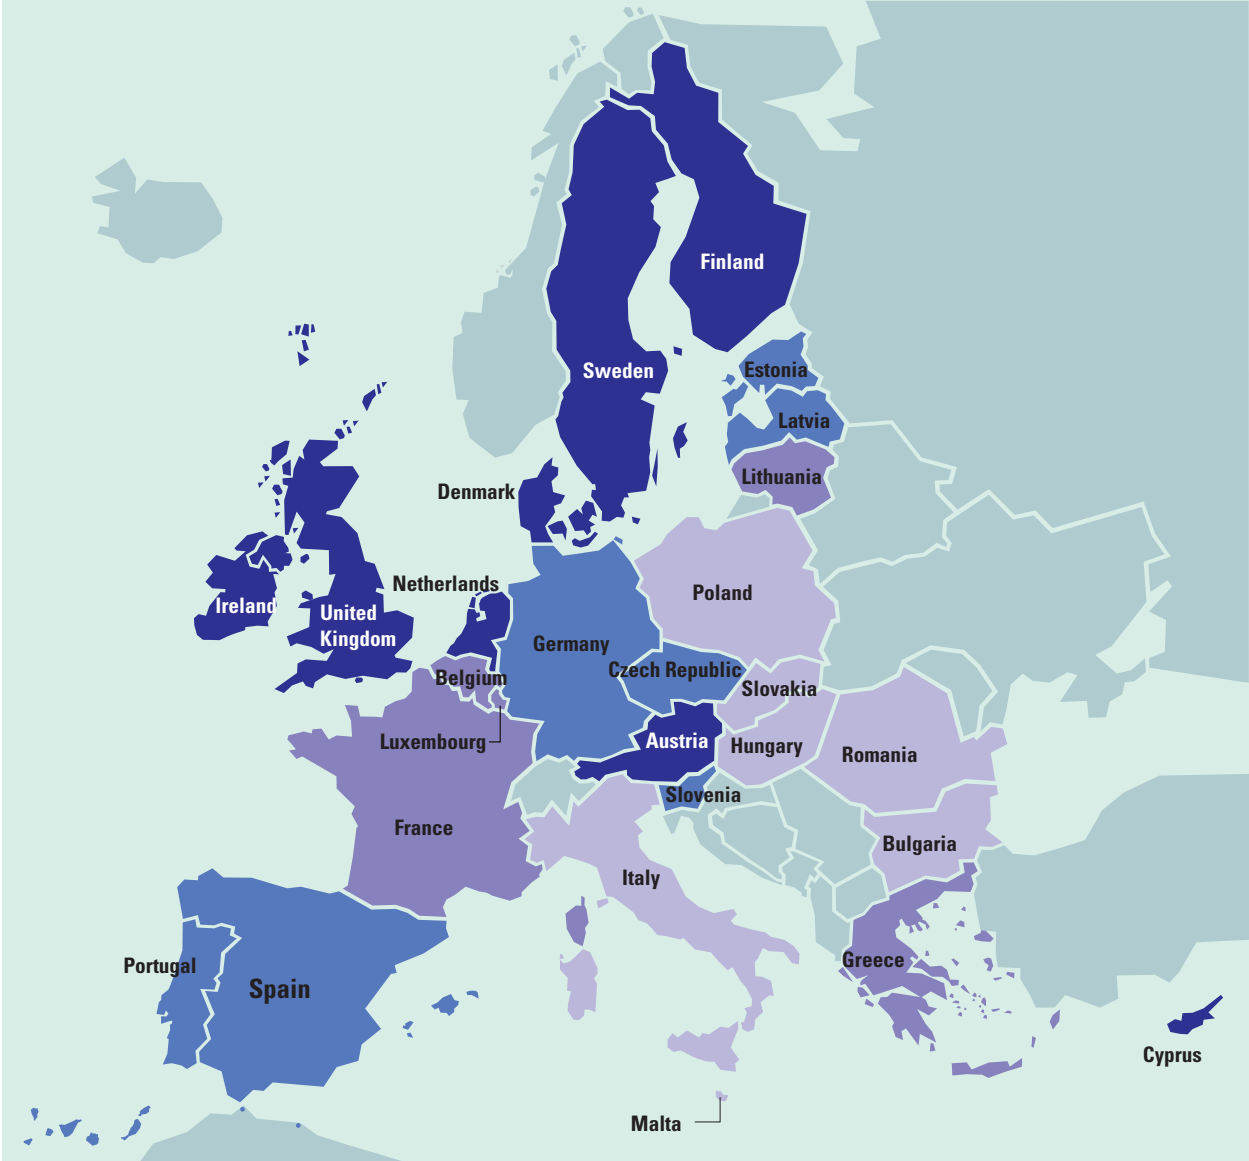 Finland
Sweden
Estonia
Latvia
Lithuania
Denmark
Netherlands
Ireland
United
Kingdom
Poland
Germany
Belgium
Czech Republic
Slovakia
Luxembourg
Austria
Hungary
Romania
Slovenia
France
Bulgaria
Italy
Portugal
Spain
Greece
Cyprus
Malta